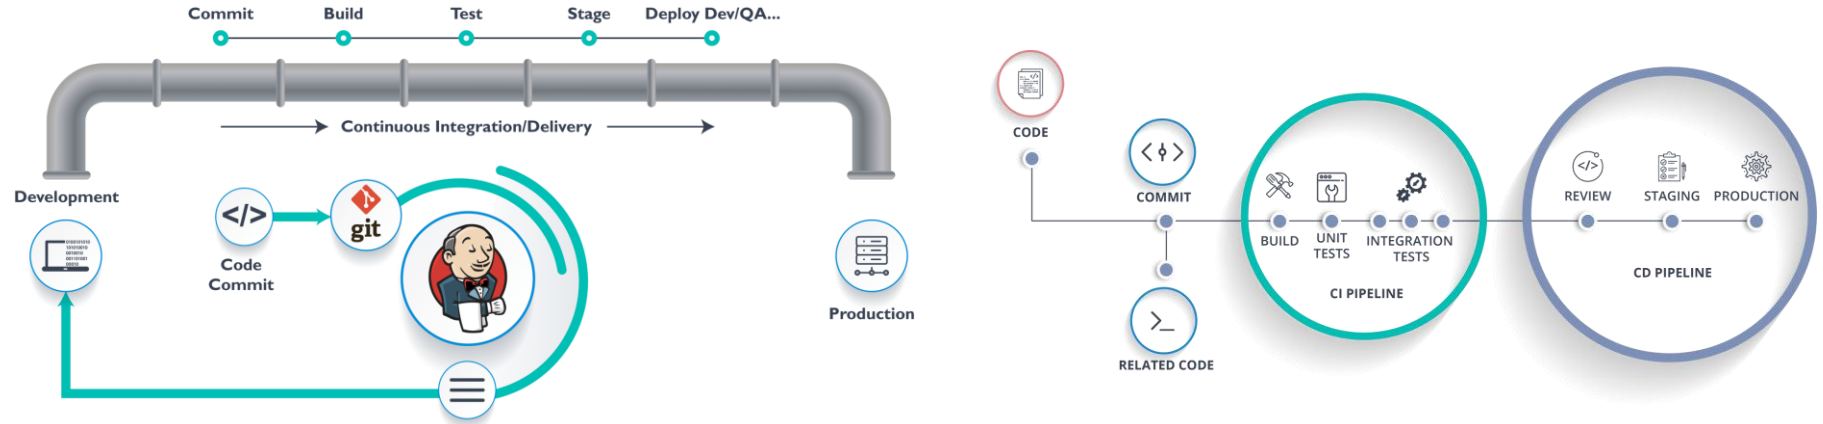 Commit
Build
Test
Stage
Deploy Dev/QA...
Continuous Integration/Delivery
Development
Code
Commit
git
Production
CODE
COMMIT
RELATED CODE
BUILD
UNIT
TESTS
INTEGRATION
TESTS
CI PIPELINE
REVIEW
STAGING
PRODUCTION
CD PIPELINE